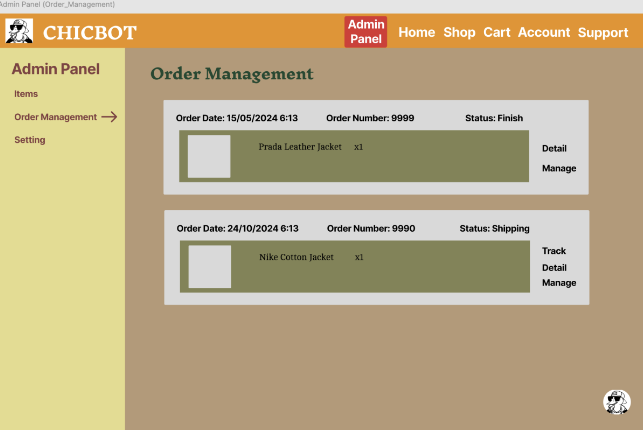 Admin Panel (Order_Management)
CHICBOT
Admin
Panel
Home Shop Cart Account Support
Admin Panel
Items
Order Management
Setting
Order Management
Order Date: 15/05/2024 6:13 Order Number: 9999 Status: Finish
Prada Leather Jacket x1
Detail
Manage
Order Date: 24/10/2024 6:13 Order Number: 9990 Status: Shipping
Nike Cotton Jacket x1
Track
Detail
Manage